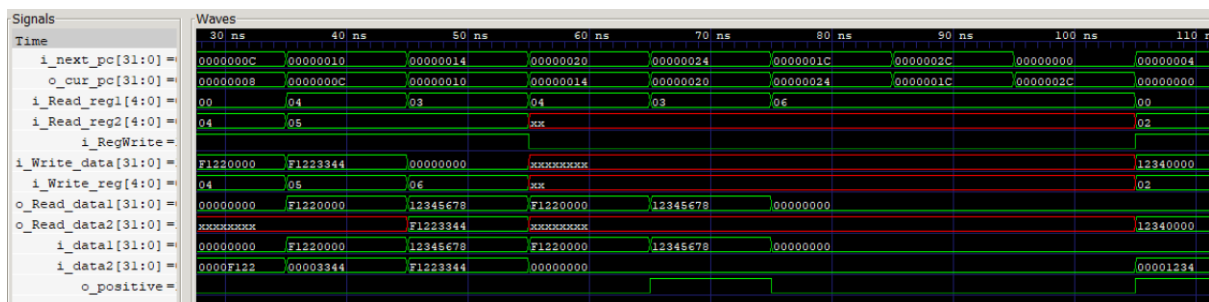 Signals Waves
Time 30 ns 40 ns 50 ns 60 ns 70 ns 80 ns 90 ns 100 ns 110
i_next_pc[31:0] = 0000000C 00000010 00000014 00000020 00000024 0000001C 0000002C 00000000 00000004
o_cur_pc[31:0] = 00000008 0000000C 00000010 00000014 00000020 00000024 0000001C 0000002C 00000000
i_Read_reg1[4:0] = 00 04 03 04 03 06 00
i_Read_reg2[4:0] = 04 05 xx 02
i_RegWrite =
i_Write_data[31:0] = F1220000 F1223344 00000000 xxxxxxxx 12340000
i_Write_reg[4:0] = 04 05 06 xx 02
o_Read_data1[31:0] = 00000000 F1220000 12345678 F1220000 12345678 00000000
o_Read_data2[31:0] = xxxxxxxx F1223344 xxxxxxxx 12340000
i_data1[31:0] = 00000000 F1220000 12345678 F1220000 12345678 00000000
i_data2[31:0] = 0000F122 00003344 F1223344 00000000 00001234
o_positive =